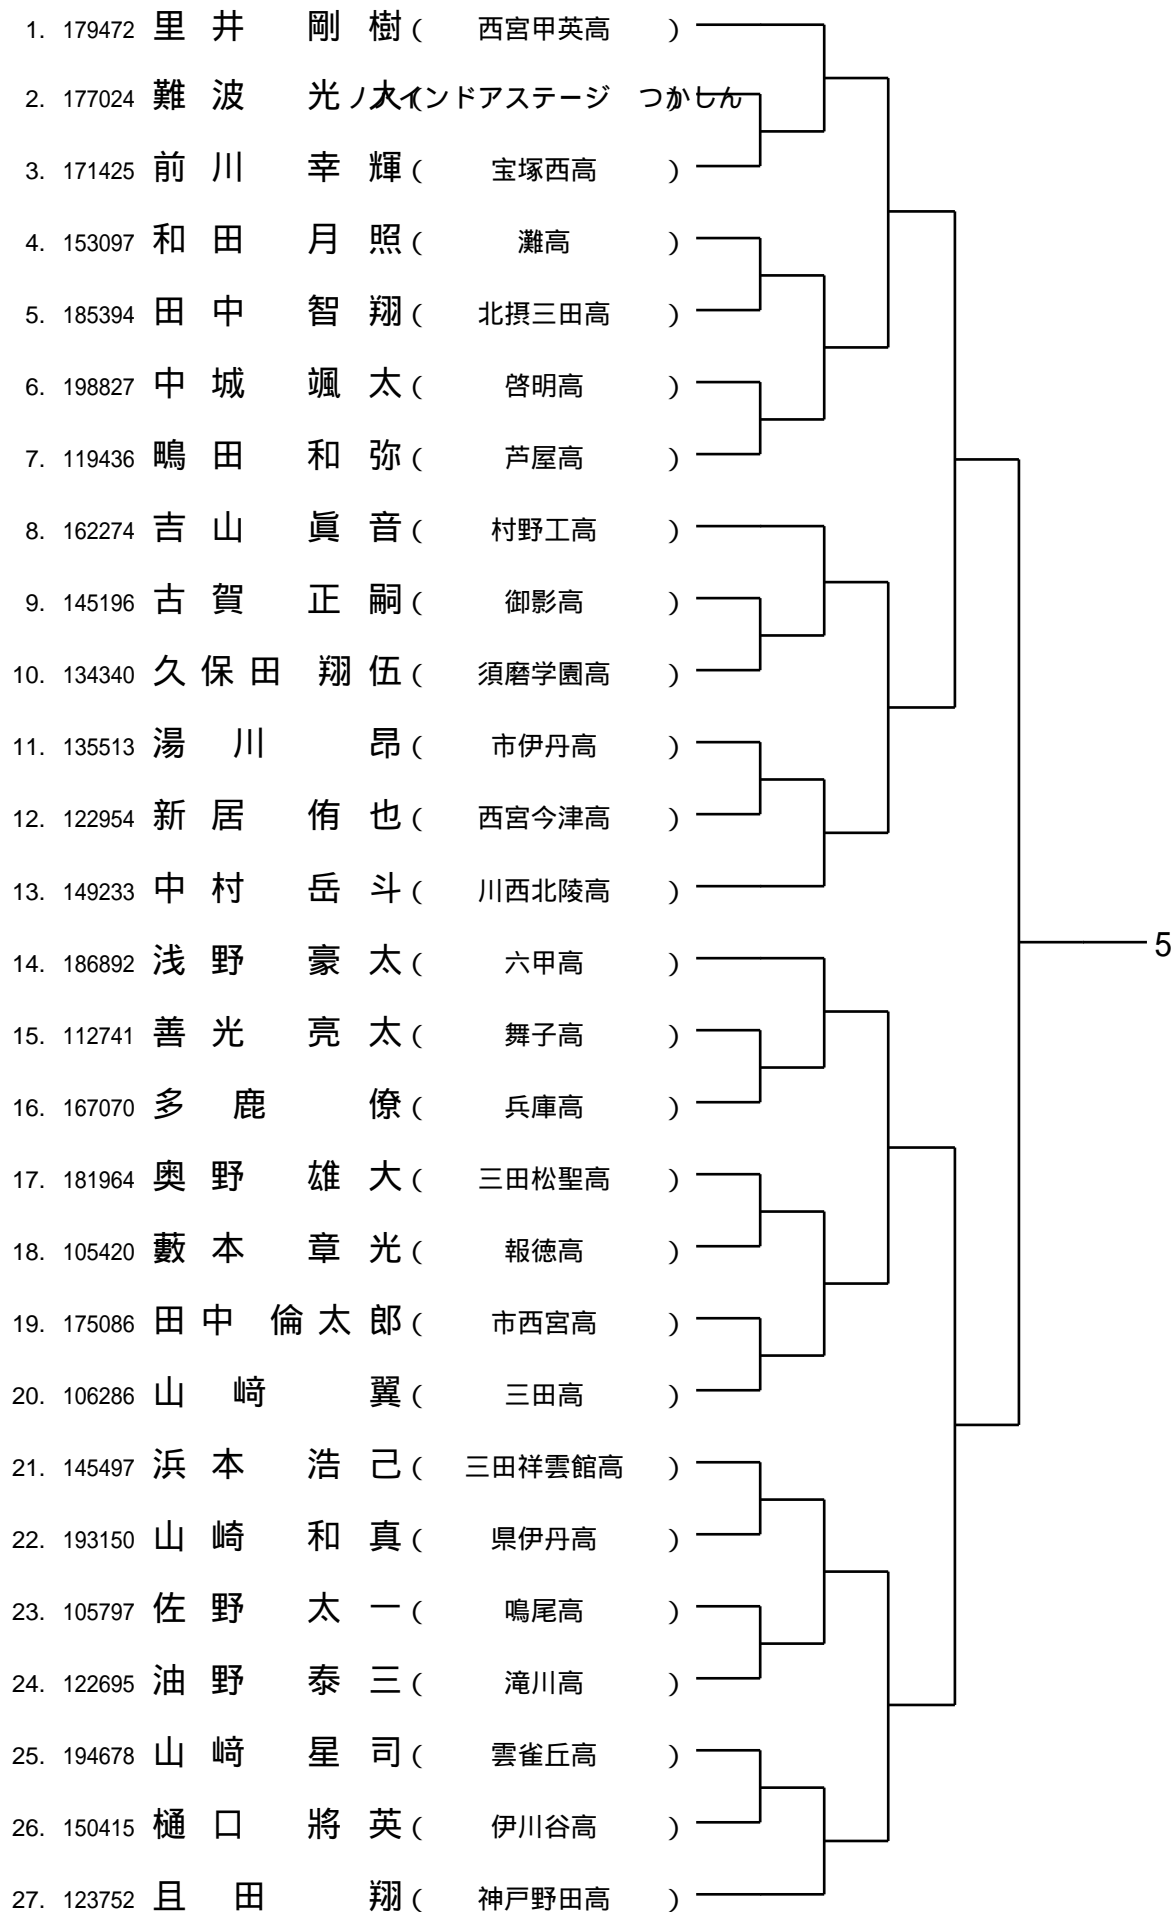 1. 179472 里井 剛樹 ( 西宮甲英高 )
2. 177024 難波 光人 ( ノアインドアステージ つかしん )
3. 171425 前川 幸輝 ( 宝塚西高 )
4. 153097 和田 月照 ( 灘高 )
5. 185394 田中 智翔 ( 北摂三田高 )
6. 198827 中城 颯太 ( 啓明高 )
7. 119436 鴫田 和弥 ( 芦屋高 )
8. 162274 吉山 眞音 ( 村野工高 )
9. 145196 古賀 正嗣 ( 御影高 )
10. 134340 久保田 翔伍 ( 須磨学園高 )
11. 135513 湯川 昂 ( 市伊丹高 )
12. 122954 新居 侑也 ( 西宮今津高 )
13. 149233 中村 岳斗 ( 川西北陵高 )
5
14. 186892 浅野 豪太 ( 六甲高 )
15. 112741 善光 亮太 ( 舞子高 )
16. 167070 多鹿 僚 ( 兵庫高 )
17. 181964 奥野 雄大 ( 三田松聖高 )
18. 105420 藪本 章光 ( 報徳高 )
19. 175086 田中 倫太郎 ( 市西宮高 )
20. 106286 山﨑 翼 ( 三田高 )
21. 145497 浜本 浩己 ( 三田祥雲館高 )
22. 193150 山崎 和真 ( 県伊丹高 )
23. 105797 佐野 太一 ( 鳴尾高 )
24. 122695 油野 泰三 ( 滝川高 )
25. 194678 山﨑 星司 ( 雲雀丘高 )
26. 150415 樋口 將英 ( 伊川谷高 )
27. 123752 且田 翔 ( 神戸野田高 )